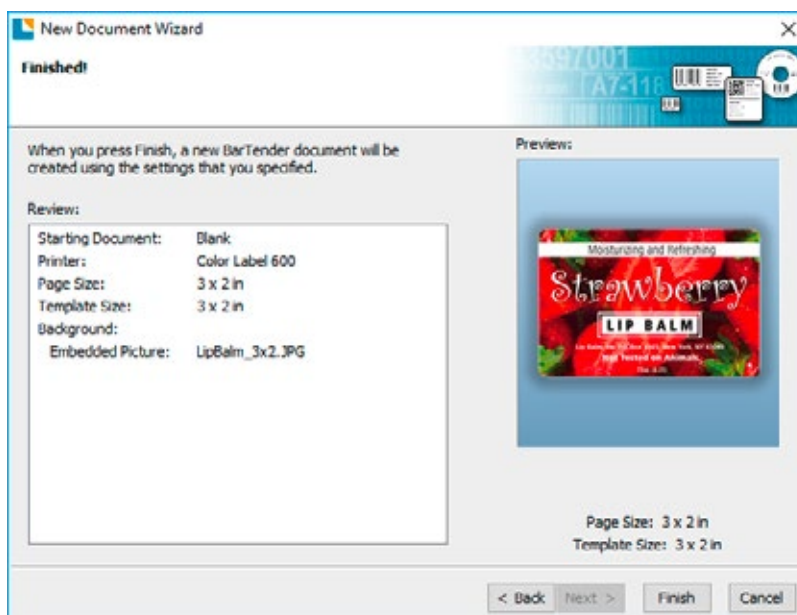 New Document Wizard
Finished!
3597001
A7-118
When you press Finish, a new BarTender document will be
created using the settings that you specified.
Preview:
Review:
Starting Document: Blank
Printer: Color Label 600
Page Size: 3 x 2 in
Template Size: 3 x 2 in
Background:
Embedded Picture: LipBalm_3x2.JPG
Moisturizing and Refreshing
Strawberry
LIP BALM
Not Tested on Animals.
Page Size: 3 x 2 in
Template Size: 3 x 2 in
< Back Next > Finish Cancel